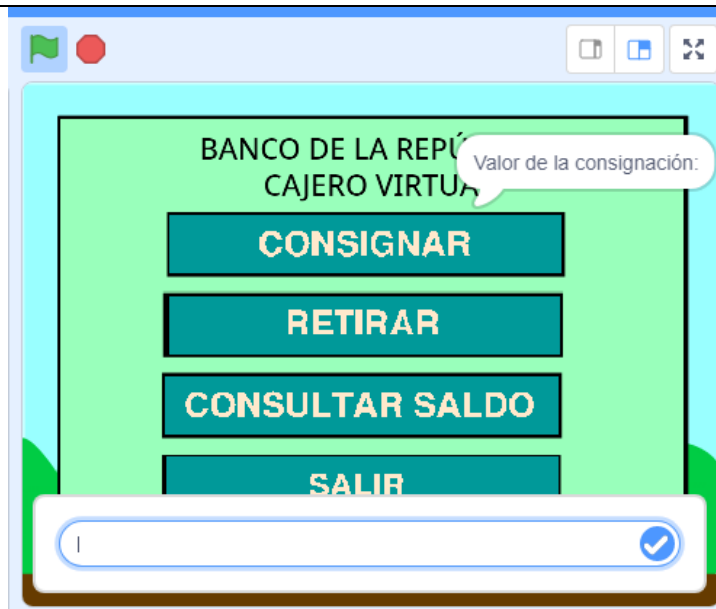 BANCO DE LA REPÚ
CAJERO VIRTUA
Valor de la consignación:
CONSIGNAR
RETIRAR
CONSULTAR SALDO
SALIR